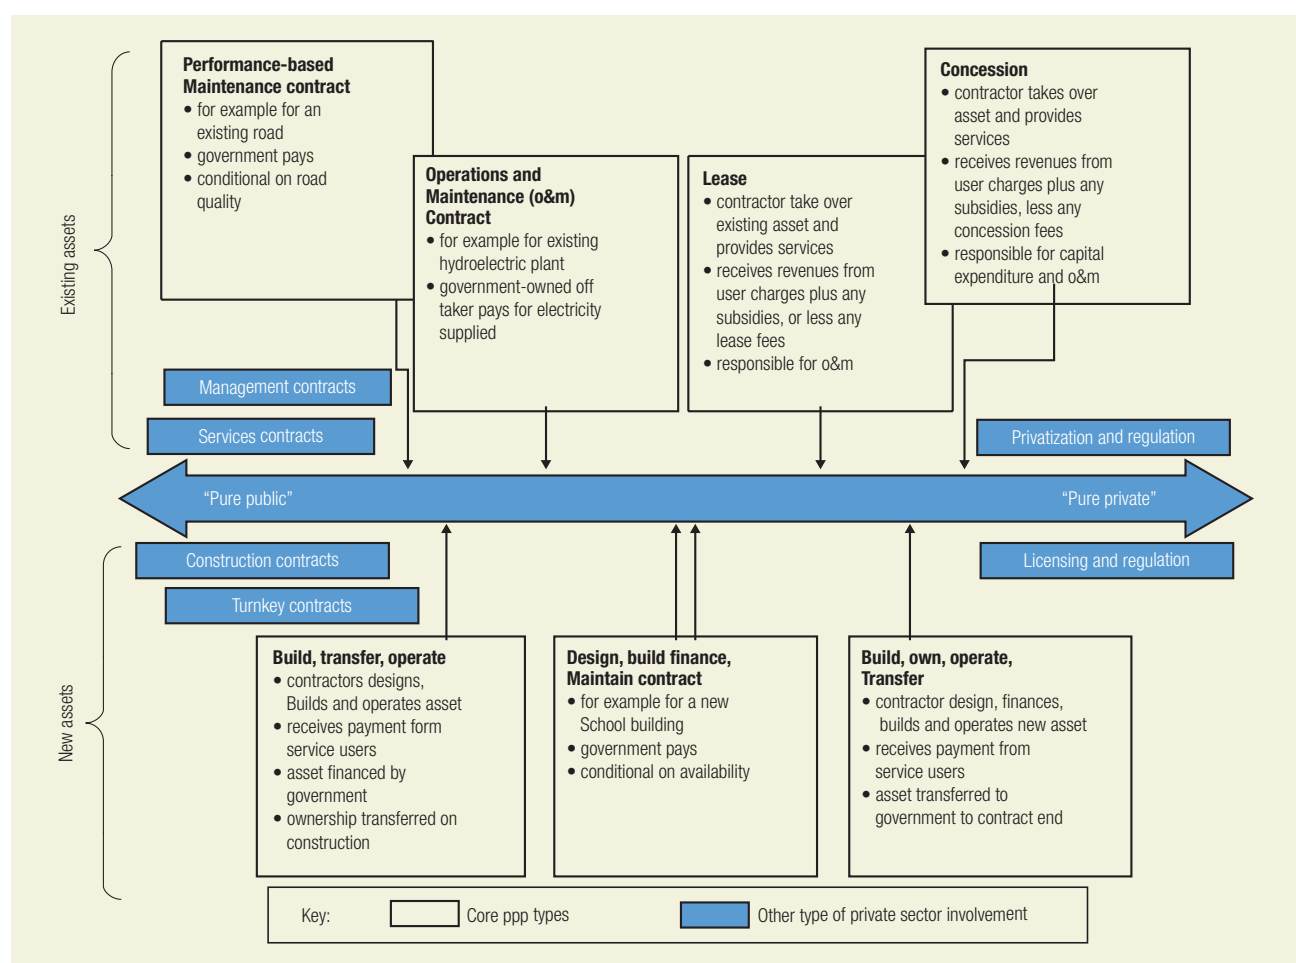 Existing assets
Performance-based
Maintenance contract
• for example for an
existing road
• government pays
• conditional on road
quality
Operations and
Maintenance (o&m)
Contract
• for example for existing
hydroelectric plant
• government-owned off
taker pays for electricity
supplied
Lease
• contractor take over
existing asset and
provides services
• receives revenues from
user charges plus any
subsidies, or less any
lease fees
• responsible for o&m
Concession
• contractor takes over
asset and provides
services
• receives revenues from
user charges plus any
subsidies, less any
concession fees
• responsible for capital
expenditure and o&m
Management contracts
Services contracts
Privatization and regulation
“Pure public”
“Pure private”
New assets
Construction contracts
Turnkey contracts
Licensing and regulation
Build, transfer, operate
• contractors designs,
Builds and operates asset
• receives payment form
service users
• asset financed by
government
• ownership transferred on
construction
Design, build finance,
Maintain contract
• for example for a new
School building
• government pays
• conditional on availability
Build, own, operate,
Transfer
• contractor design, finances,
builds and operates new asset
• receives payment from
service users
• asset transferred to
government to contract end
Key:
Core ppp types
Other type of private sector involvement